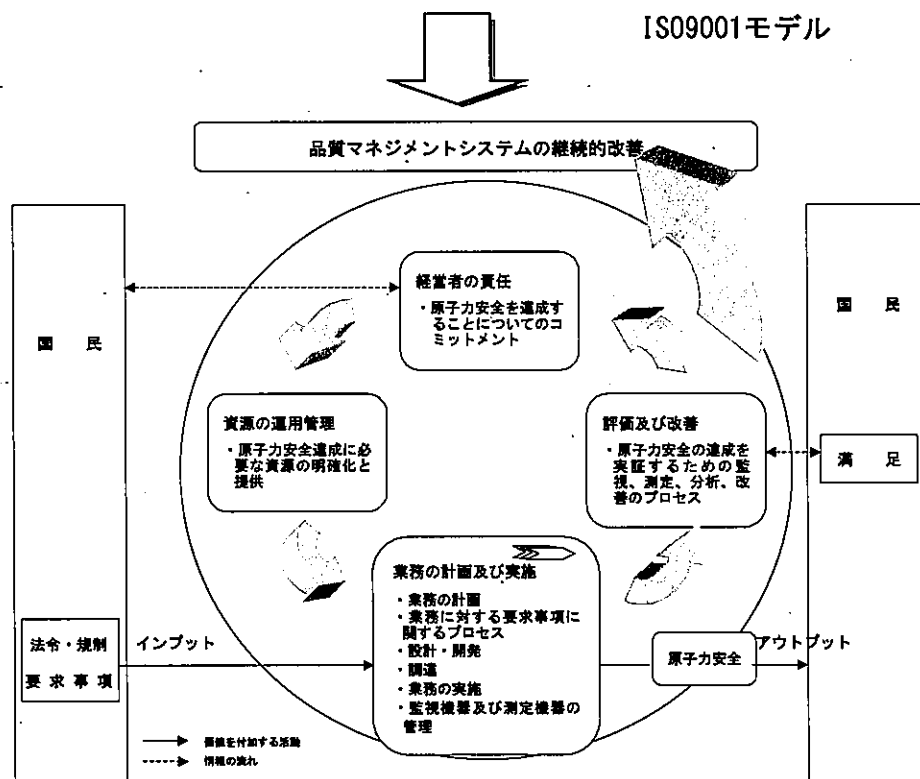 ISO9001モデル
品質マネジメントシステムの継続的改善
国 民
経営者の責任
・原子力安全を達成す
ることについてのコ
ミットメント
国 民
資源の運用管理
・原子力安全達成に必
要な資源の明確化と
提供
評価及び改善
・原子力安全の達成を
実証するための監
視、測定、分析、改
善のプロセス
満 足
業務の計画及び実施
・業務の計画
・業務に対する要求事項に
関するプロセス
・設計・開発
・調達
・業務の実施
・監視機器及び測定機器の
管理
法令・規制
要求事項
インプット
原子力安全
アウトプット
価値を付加する活動
情報の流れ